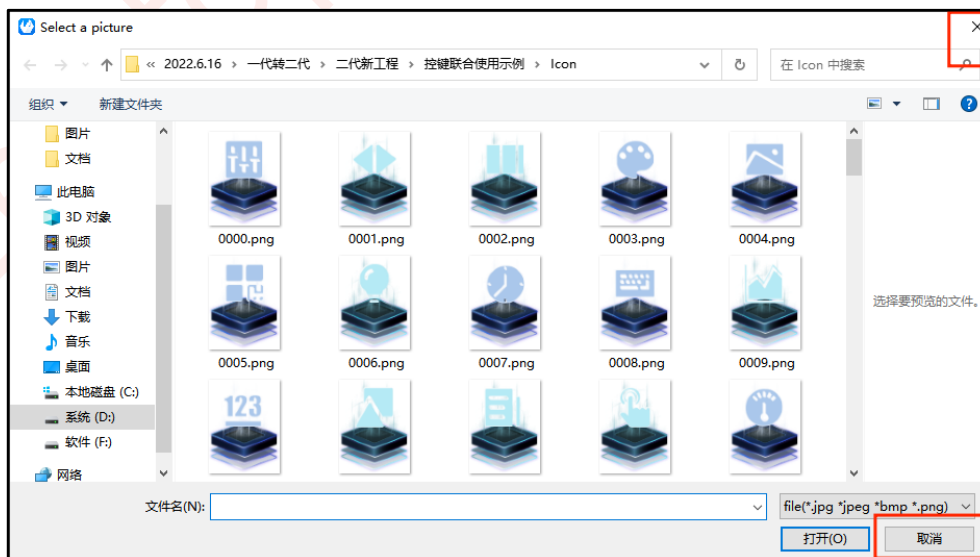 Select a picture
« 2022.6.16 › 一代转二代 › 二代新工程 › 控键联合使用示例 › Icon
在 Icon 中搜索
组织
新建文件夹
图片
文档
此电脑
3D 对象
视频
图片
文档
下载
音乐
桌面
本地磁盘 (C:)
系统 (D:)
软件 (F:)
网络
0000.png
0001.png
0002.png
0003.png
0004.png
0005.png
0006.png
0007.png
0008.png
0009.png
123
选择要预览的文件。
文件名(N):
file(*.jpg *jpeg *bmp *.png)
打开(O)
取消